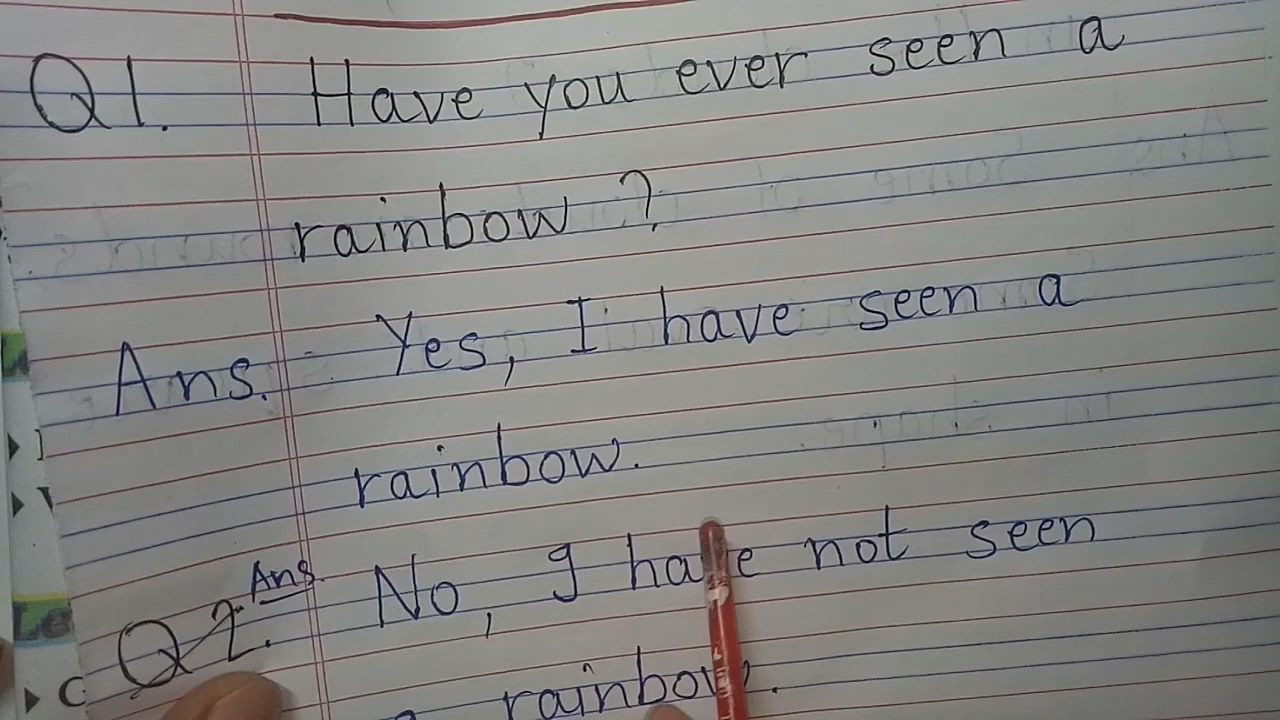 Q1. Have you ever seen a
rainbow ?
Ans. Yes, I have seen a
rainbow.
Ans.
Q2. No, I have not seen
a rainbow.